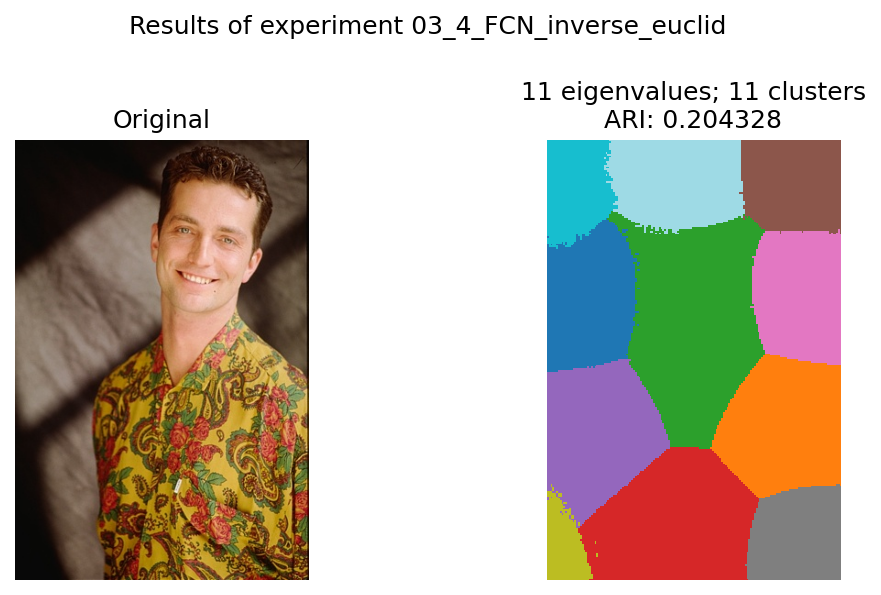 Results of experiment 03_4_FCN_inverse_euclid
Original
11 eigenvalues; 11 clusters
ARI: 0.204328